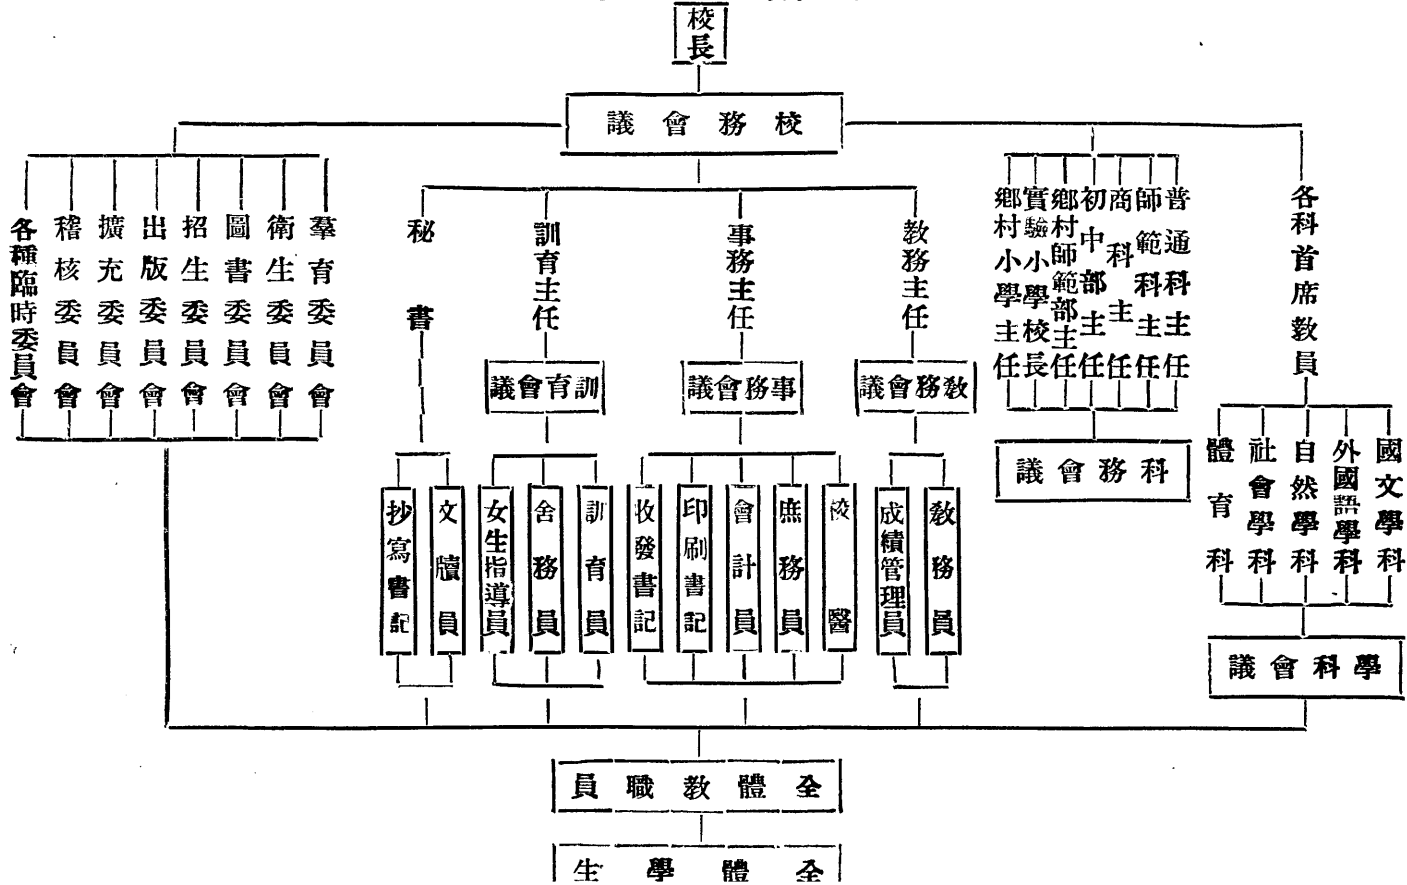 校長
校務會議
各科首席教員
普通科主任
師範科主任
商科主任
初中部主任
鄉村師範部主任
實驗小學校長
鄉村小學主任
教務主任
事務主任
訓育主任
秘書
羣育委員會
衛生委員會
圖書委員會
招生委員會
出版委員會
擴充委員會
稽核委員會
各種臨時委員會
教務會議
事務會議
訓育會議
科務會議
國文學科
外國語學科
自然學科
社會學科
體育科
教務員
成績管理員
校醫
庶務員
會計員
印刷書記
收發書記
訓育員
舍務員
女生指導員
文牘員
抄寫書記
學科會議
全體教職員
全體學生